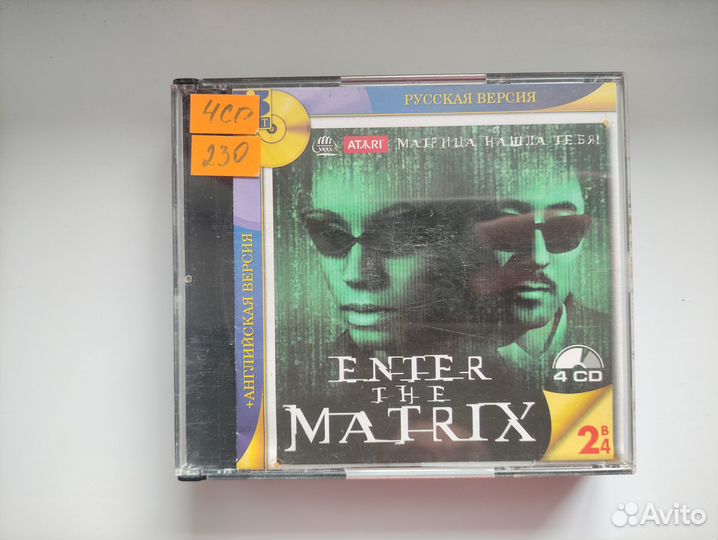 4CD
230
РУССКАЯ ВЕРСИЯ
ATARI
МАТРИЦА НАШЛА ТЕБЯ!
+АНГЛИЙСКАЯ ВЕРСИЯ
ENTER
THE
MATRIX
4 CD
2 В 4
Avito